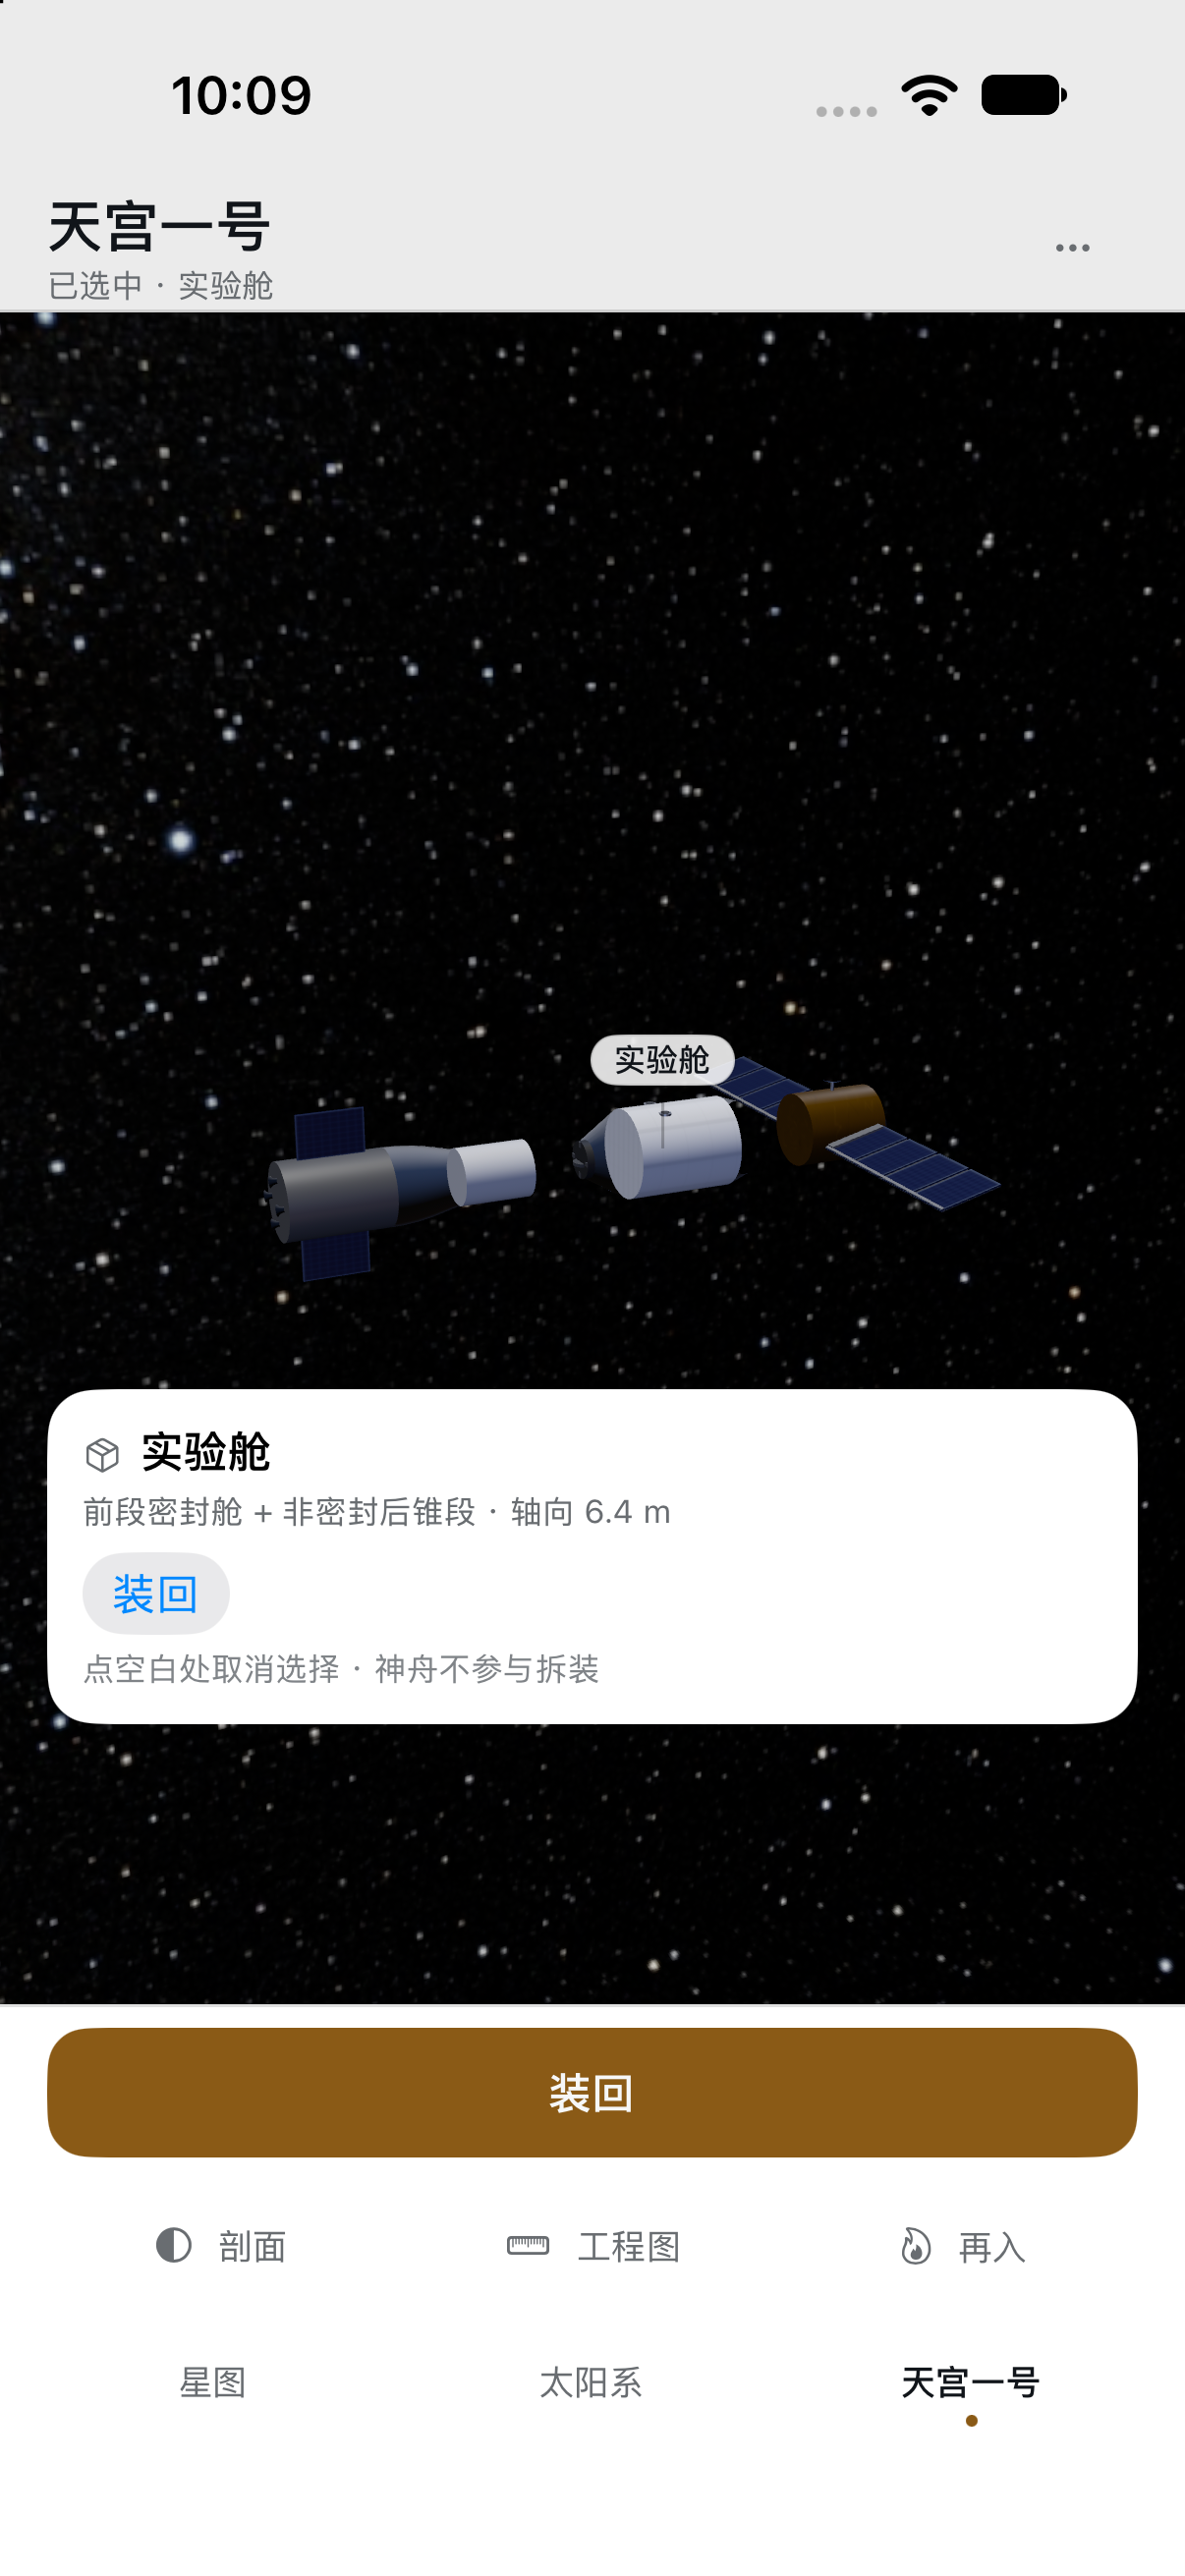 10:09
天宫一号
已选中 · 实验舱
实验舱
实验舱
前段密封舱 + 非密封后锥段 · 轴向 6.4 m
装回
点空白处取消选择 · 神舟不参与拆装
装回
剖面 工程图 再入
星图 太阳系 天宫一号